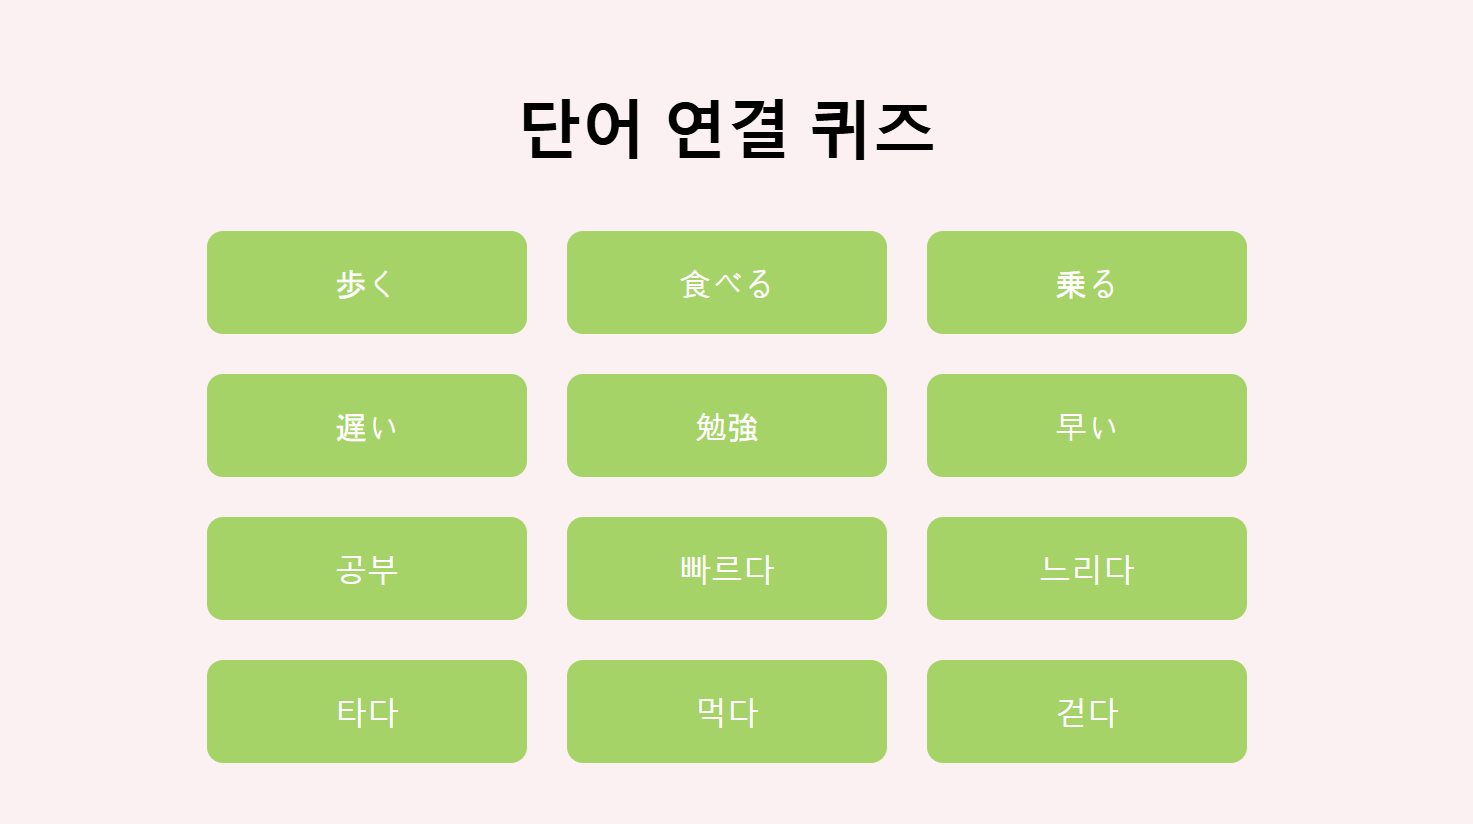 단어 연결 퀴즈
歩く 食べる 乗る
遅い 勉強 早い
공부 빠르다 느리다
타다 먹다 걷다